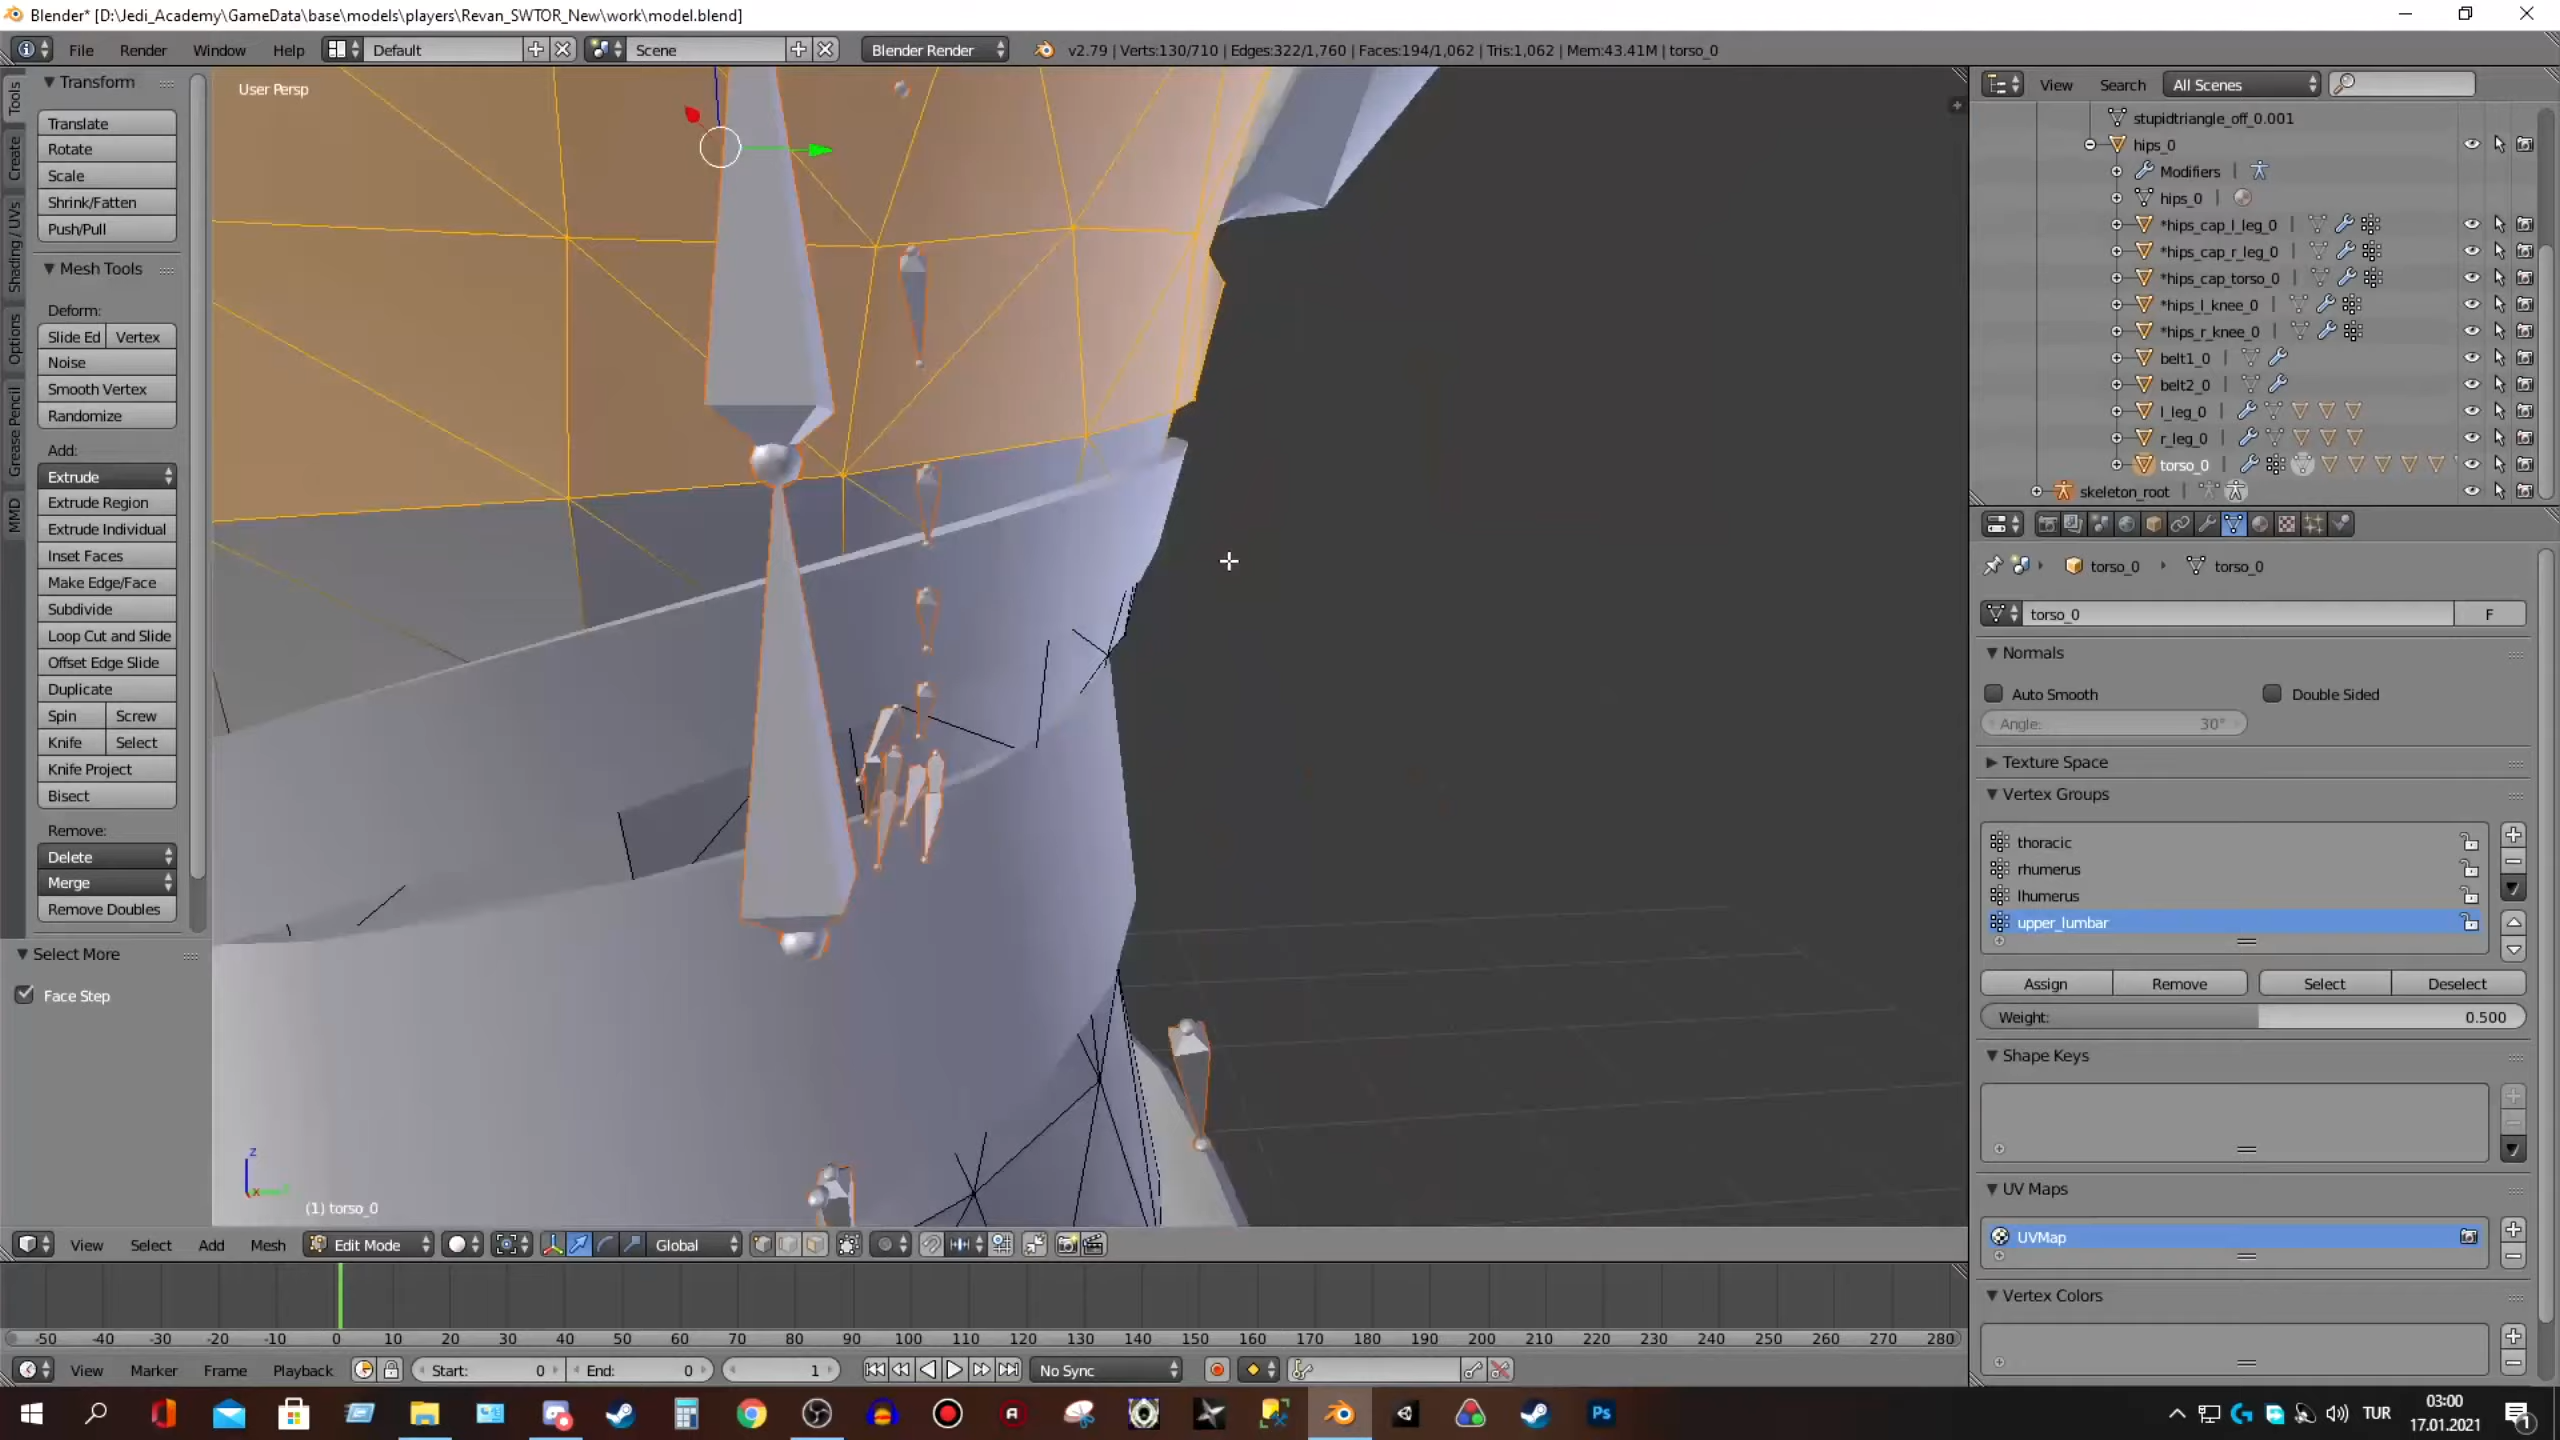 Blender* [D:\Jedi_Academy\GameData\base\models\players\Revan_SWTOR_New\work\model.blend]
File Render Window Help Default Scene Blender Render v2.79 | Verts:130/710 | Edges:322/1,760 | Faces:194/1,062 | Tris:1,062 | Mem:43.41M | torso_0
Tools
Create
Shading / UVs
Options
Grease Pencil
MMD
Transform
Translate
Rotate
Scale
Shrink/Fatten
Push/Pull
Mesh Tools
Deform:
Slide Ed Vertex
Noise
Smooth Vertex
Randomize
Add:
Extrude
Extrude Region
Extrude Individual
Inset Faces
Make Edge/Face
Subdivide
Loop Cut and Slide
Offset Edge Slide
Duplicate
Spin Screw
Knife Select
Knife Project
Bisect
Remove:
Delete
Merge
Remove Doubles
Select More
Face Step
User Persp
z
(1) torso_0
View Select Add Mesh Edit Mode Global
-50 -40 -30 -20 -10 0 10 20 30 40 50 60 70 80 90 100 110 120 130 140 150 160 170 180 190 200 210 220 230 240 250 260 270 280
View Marker Frame Playback Start: 0 End: 0 1 No Sync
View Search All Scenes
stupidtriangle_off_0.001
hips_0
Modifiers |
hips_0 |
*hips_cap_l_leg_0 |
*hips_cap_r_leg_0 |
*hips_cap_torso_0 |
*hips_l_knee_0 |
*hips_r_knee_0 |
belt1_0 |
belt2_0 |
l_leg_0 |
r_leg_0 |
torso_0 |
skeleton_root |
torso_0 torso_0
torso_0 F
Normals
Auto Smooth Double Sided
Angle: 30°
Texture Space
Vertex Groups
thoracic
rhumerus
lhumerus
upper_lumbar
Assign Remove Select Deselect
Weight: 0.500
Shape Keys
UV Maps
UVMap
Vertex Colors
Ps
TUR
03:00
17.01.2021
1